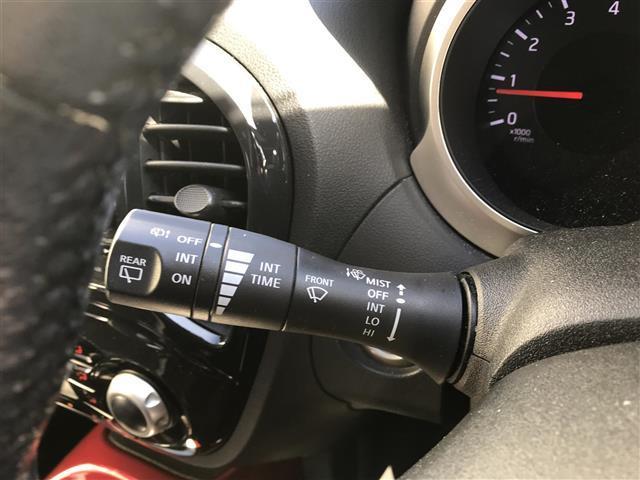 4
3
2
1
0
x1000
r/min
OFF
INT
ON
REAR
INT
TIME
FRONT
MIST
OFF
INT
LO
HI